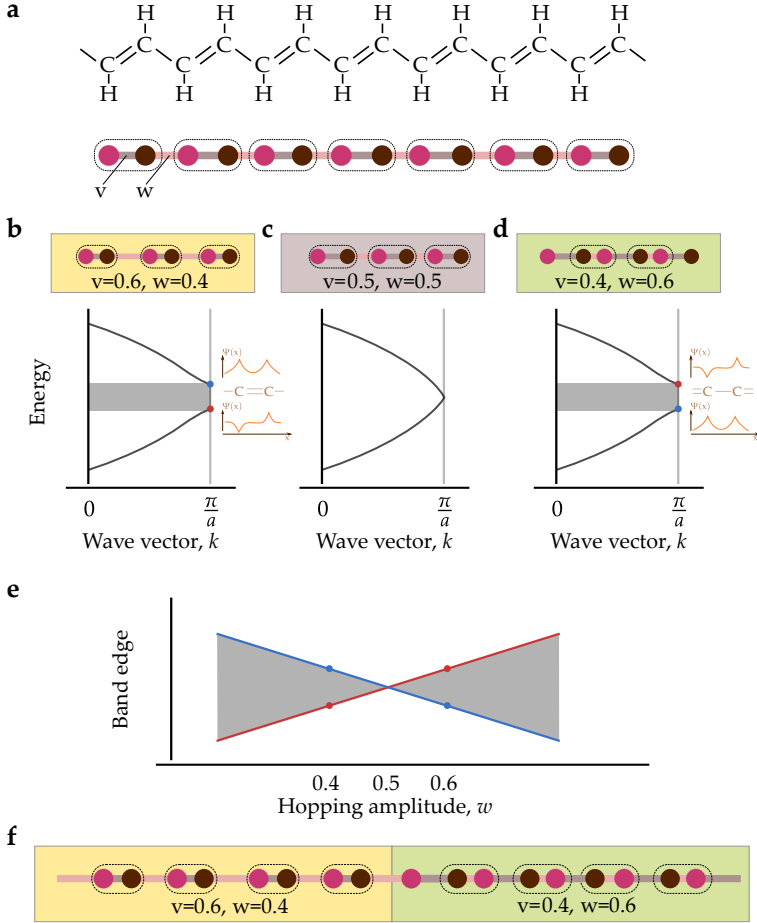 a
H H H H H H H
C C C C C C C
C C C C C C C
H H H H H H H
v w
b c d
v=0.6, w=0.4
v=0.5, w=0.5
v=0.4, w=0.6
Energy
Ψ(x)
C C
Ψ(x)
x
Ψ(x)
C C
Ψ(x)
x
0 π/a
0 π/a
0 π/a
Wave vector, k
Wave vector, k
Wave vector, k
e
Band edge
0.4 0.5 0.6
Hopping amplitude, w
f
v=0.6, w=0.4
v=0.4, w=0.6